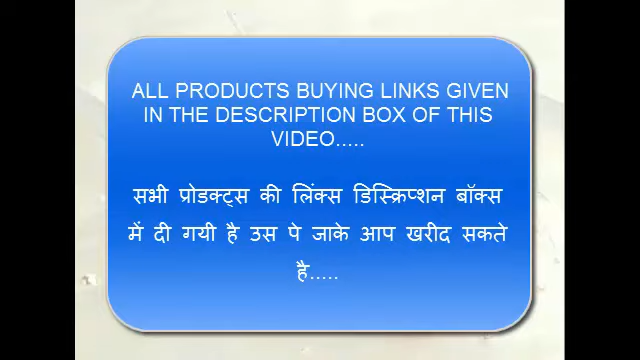 ALL PRODUCTS BUYING LINKS GIVEN
IN THE DESCRIPTION BOX OF THIS
VIDEO.....
सभी प्रोडक्ट्स की लिंक्स डिस्क्रिप्शन बॉक्स
में दी गयी है उस पे जाके आप खरीद सकते
है.....